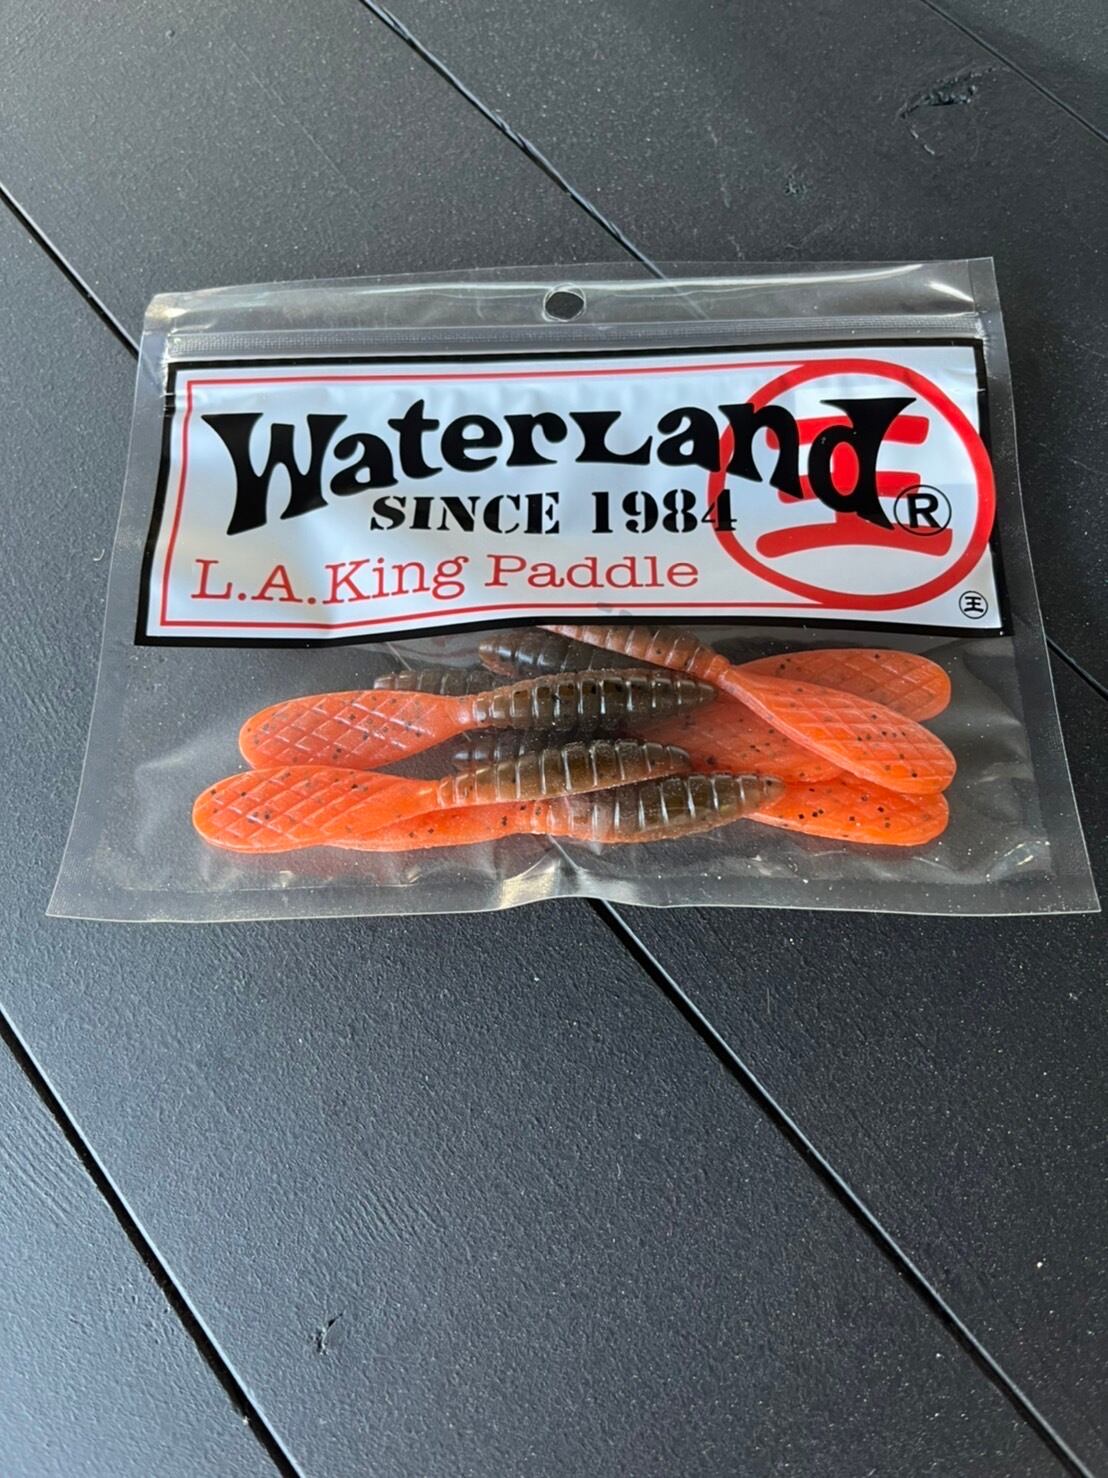 WaterLand
王
SINCE 1984
®
L.A.King Paddle
王